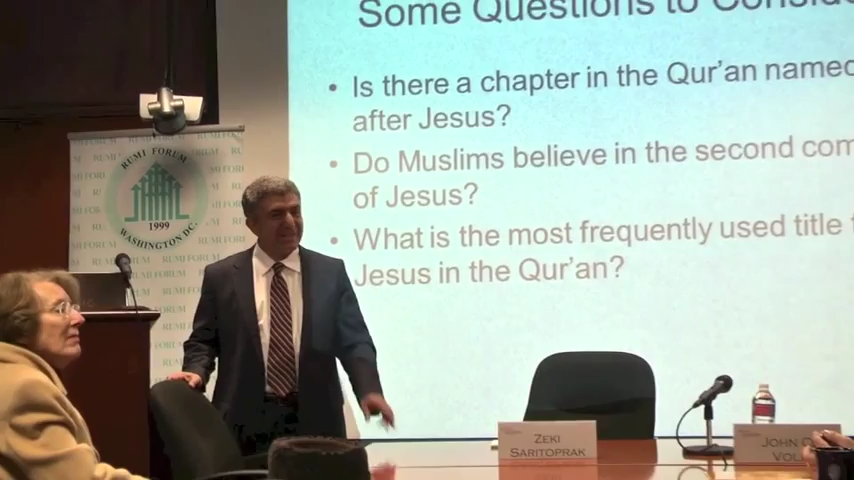 Some Questions to Conside
• Is there a chapter in the Qur'an named
after Jesus?
• Do Muslims believe in the second com
of Jesus?
• What is the most frequently used title f
Jesus in the Qur'an?
RUMI FORUM
1999
WASHINGTON DC.
ZEKI
SARITOPRAK
JOHN O
VOL